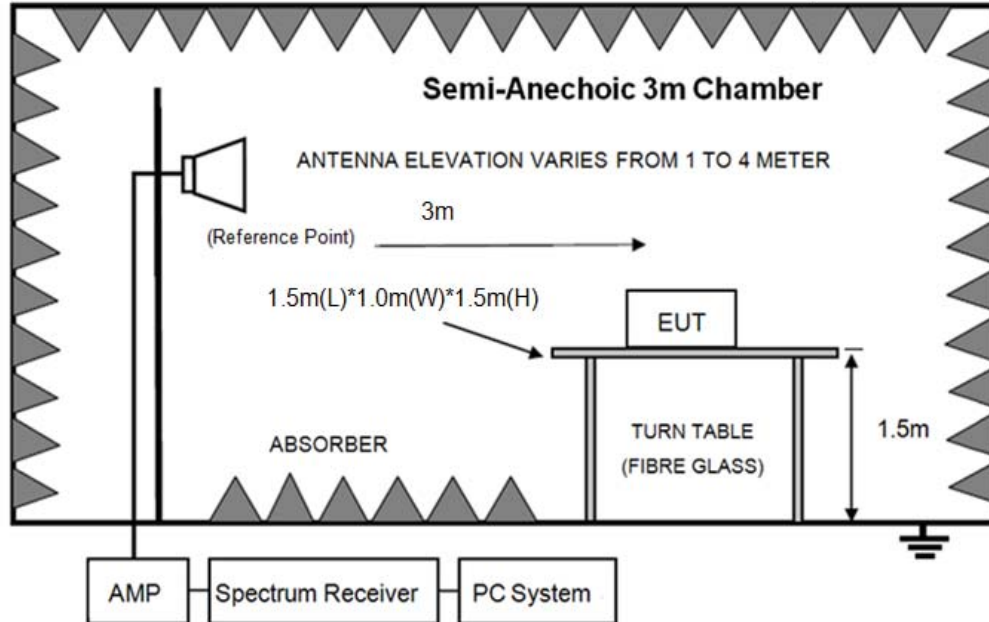 Semi-Anechoic 3m Chamber
ANTENNA ELEVATION VARIES FROM 1 TO 4 METER
3m
(Reference Point)
1.5m(L)*1.0m(W)*1.5m(H)
EUT
1.5m
TURN TABLE
(FIBRE GLASS)
ABSORBER
AMP
Spectrum Receiver
PC System